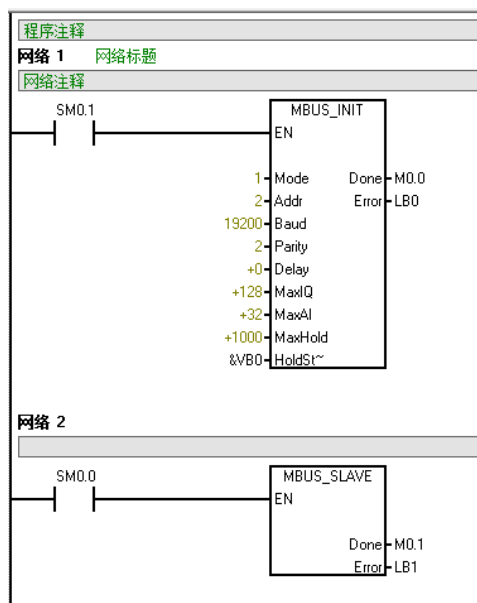 程序注释
网络 1 网络标题
网络注释
SM0.1
MBUS_INIT
EN
1 Mode Done M0.0
2 Addr Error LB0
19200 Baud
2 Parity
+0 Delay
+128 MaxIQ
+32 MaxAI
+1000 MaxHold
&VB0 HoldSt~
网络 2
SM0.0
MBUS_SLAVE
EN
Done M0.1
Error LB1